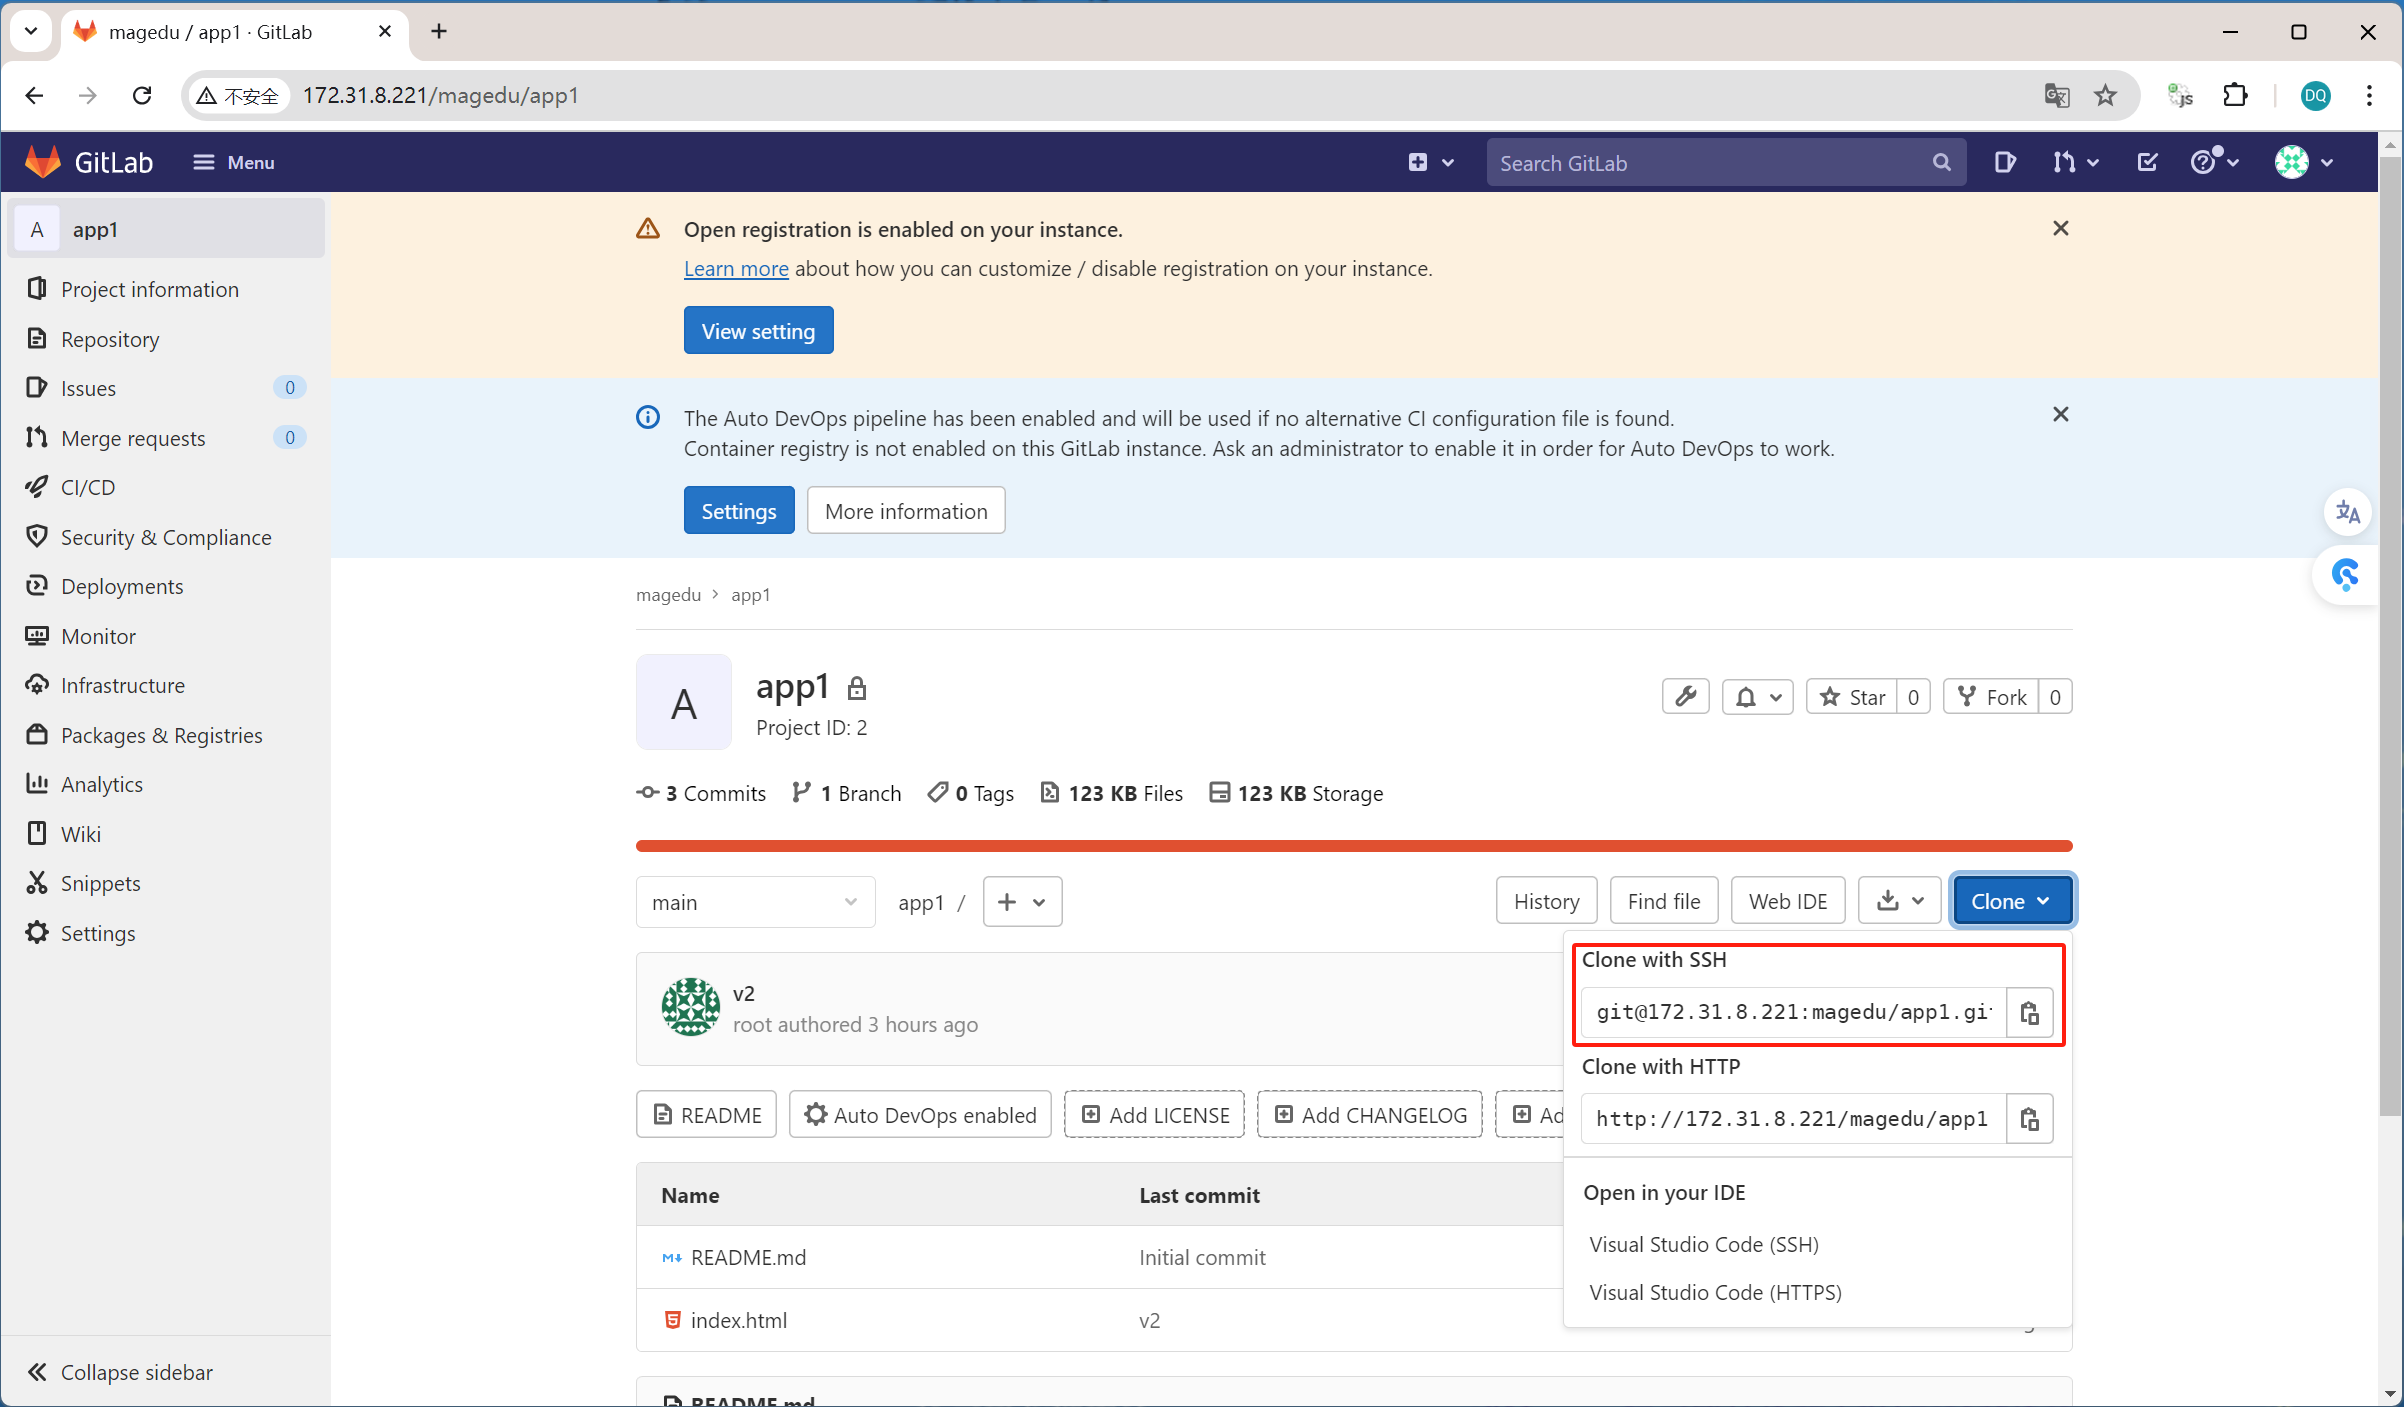 magedu / app1 · GitLab
不安全
172.31.8.221/magedu/app1
DQ
GitLab
Menu
Search GitLab
A
app1
Project information
Repository
Issues
0
Merge requests
0
CI/CD
Security & Compliance
Deployments
Monitor
Infrastructure
Packages & Registries
Analytics
Wiki
Snippets
Settings
Collapse sidebar
Open registration is enabled on your instance.
Learn more about how you can customize / disable registration on your instance.
View setting
The Auto DevOps pipeline has been enabled and will be used if no alternative CI configuration file is found.
Container registry is not enabled on this GitLab instance. Ask an administrator to enable it in order for Auto DevOps to work.
Settings
More information
magedu > app1
A
app1
Project ID: 2
Star 0
Fork 0
3 Commits
1 Branch
0 Tags
123 KB Files
123 KB Storage
main
app1 /
History
Find file
Web IDE
Clone
Clone with SSH
git@172.31.8.221:magedu/app1.git
Clone with HTTP
http://172.31.8.221/magedu/app1
Open in your IDE
Visual Studio Code (SSH)
Visual Studio Code (HTTPS)
v2
root authored 3 hours ago
README
Auto DevOps enabled
Add LICENSE
Add CHANGELOG
Ad
Name
Last commit
README.md
Initial commit
index.html
v2
README.md